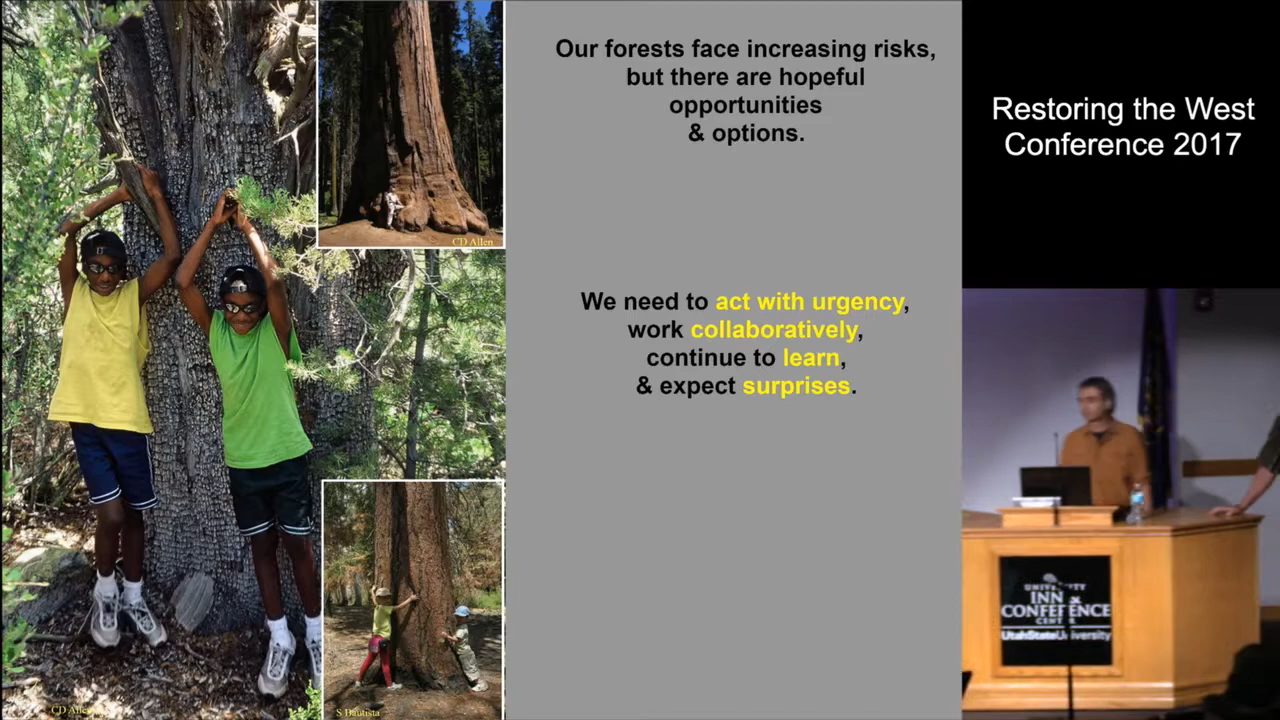 CD Allen
Our forests face increasing risks,
but there are hopeful
opportunities
& options.
We need to act with urgency,
work collaboratively,
continue to learn,
& expect surprises.
CD Allen
S Bautista
Restoring the West
Conference 2017
UNIVERSITY
INN &
CONFERENCE
CENTER
UtahStateUniversity